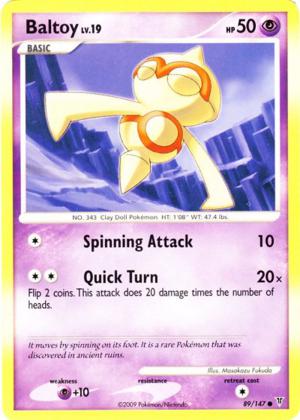 Baltoy LV.19 HP 50
BASIC
NO. 343 Clay Doll Pokémon HT: 1'08" WT: 47.4 lbs.
Spinning Attack 10
Quick Turn 20×
Flip 2 coins. This attack does 20 damage times the number of
heads.
It moves by spinning on its foot. It is a rare Pokémon that
was discovered in ancient ruins.
Illus. Masakazu Fukuda
weakness resistance retreat cost
+10
©2009 Pokémon/Nintendo 89/147